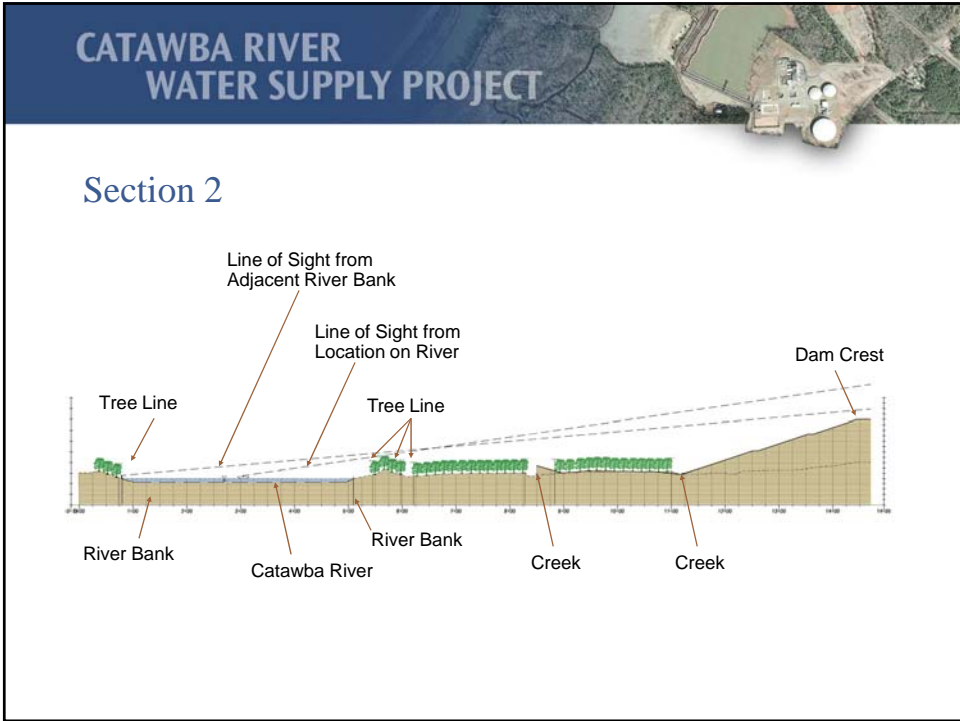 CATAWBA RIVER
WATER SUPPLY PROJECT
Section 2
Line of Sight from
Adjacent River Bank
Line of Sight from
Location on River
Dam Crest
Tree Line
Tree Line
River Bank
River Bank
Catawba River
Creek
Creek